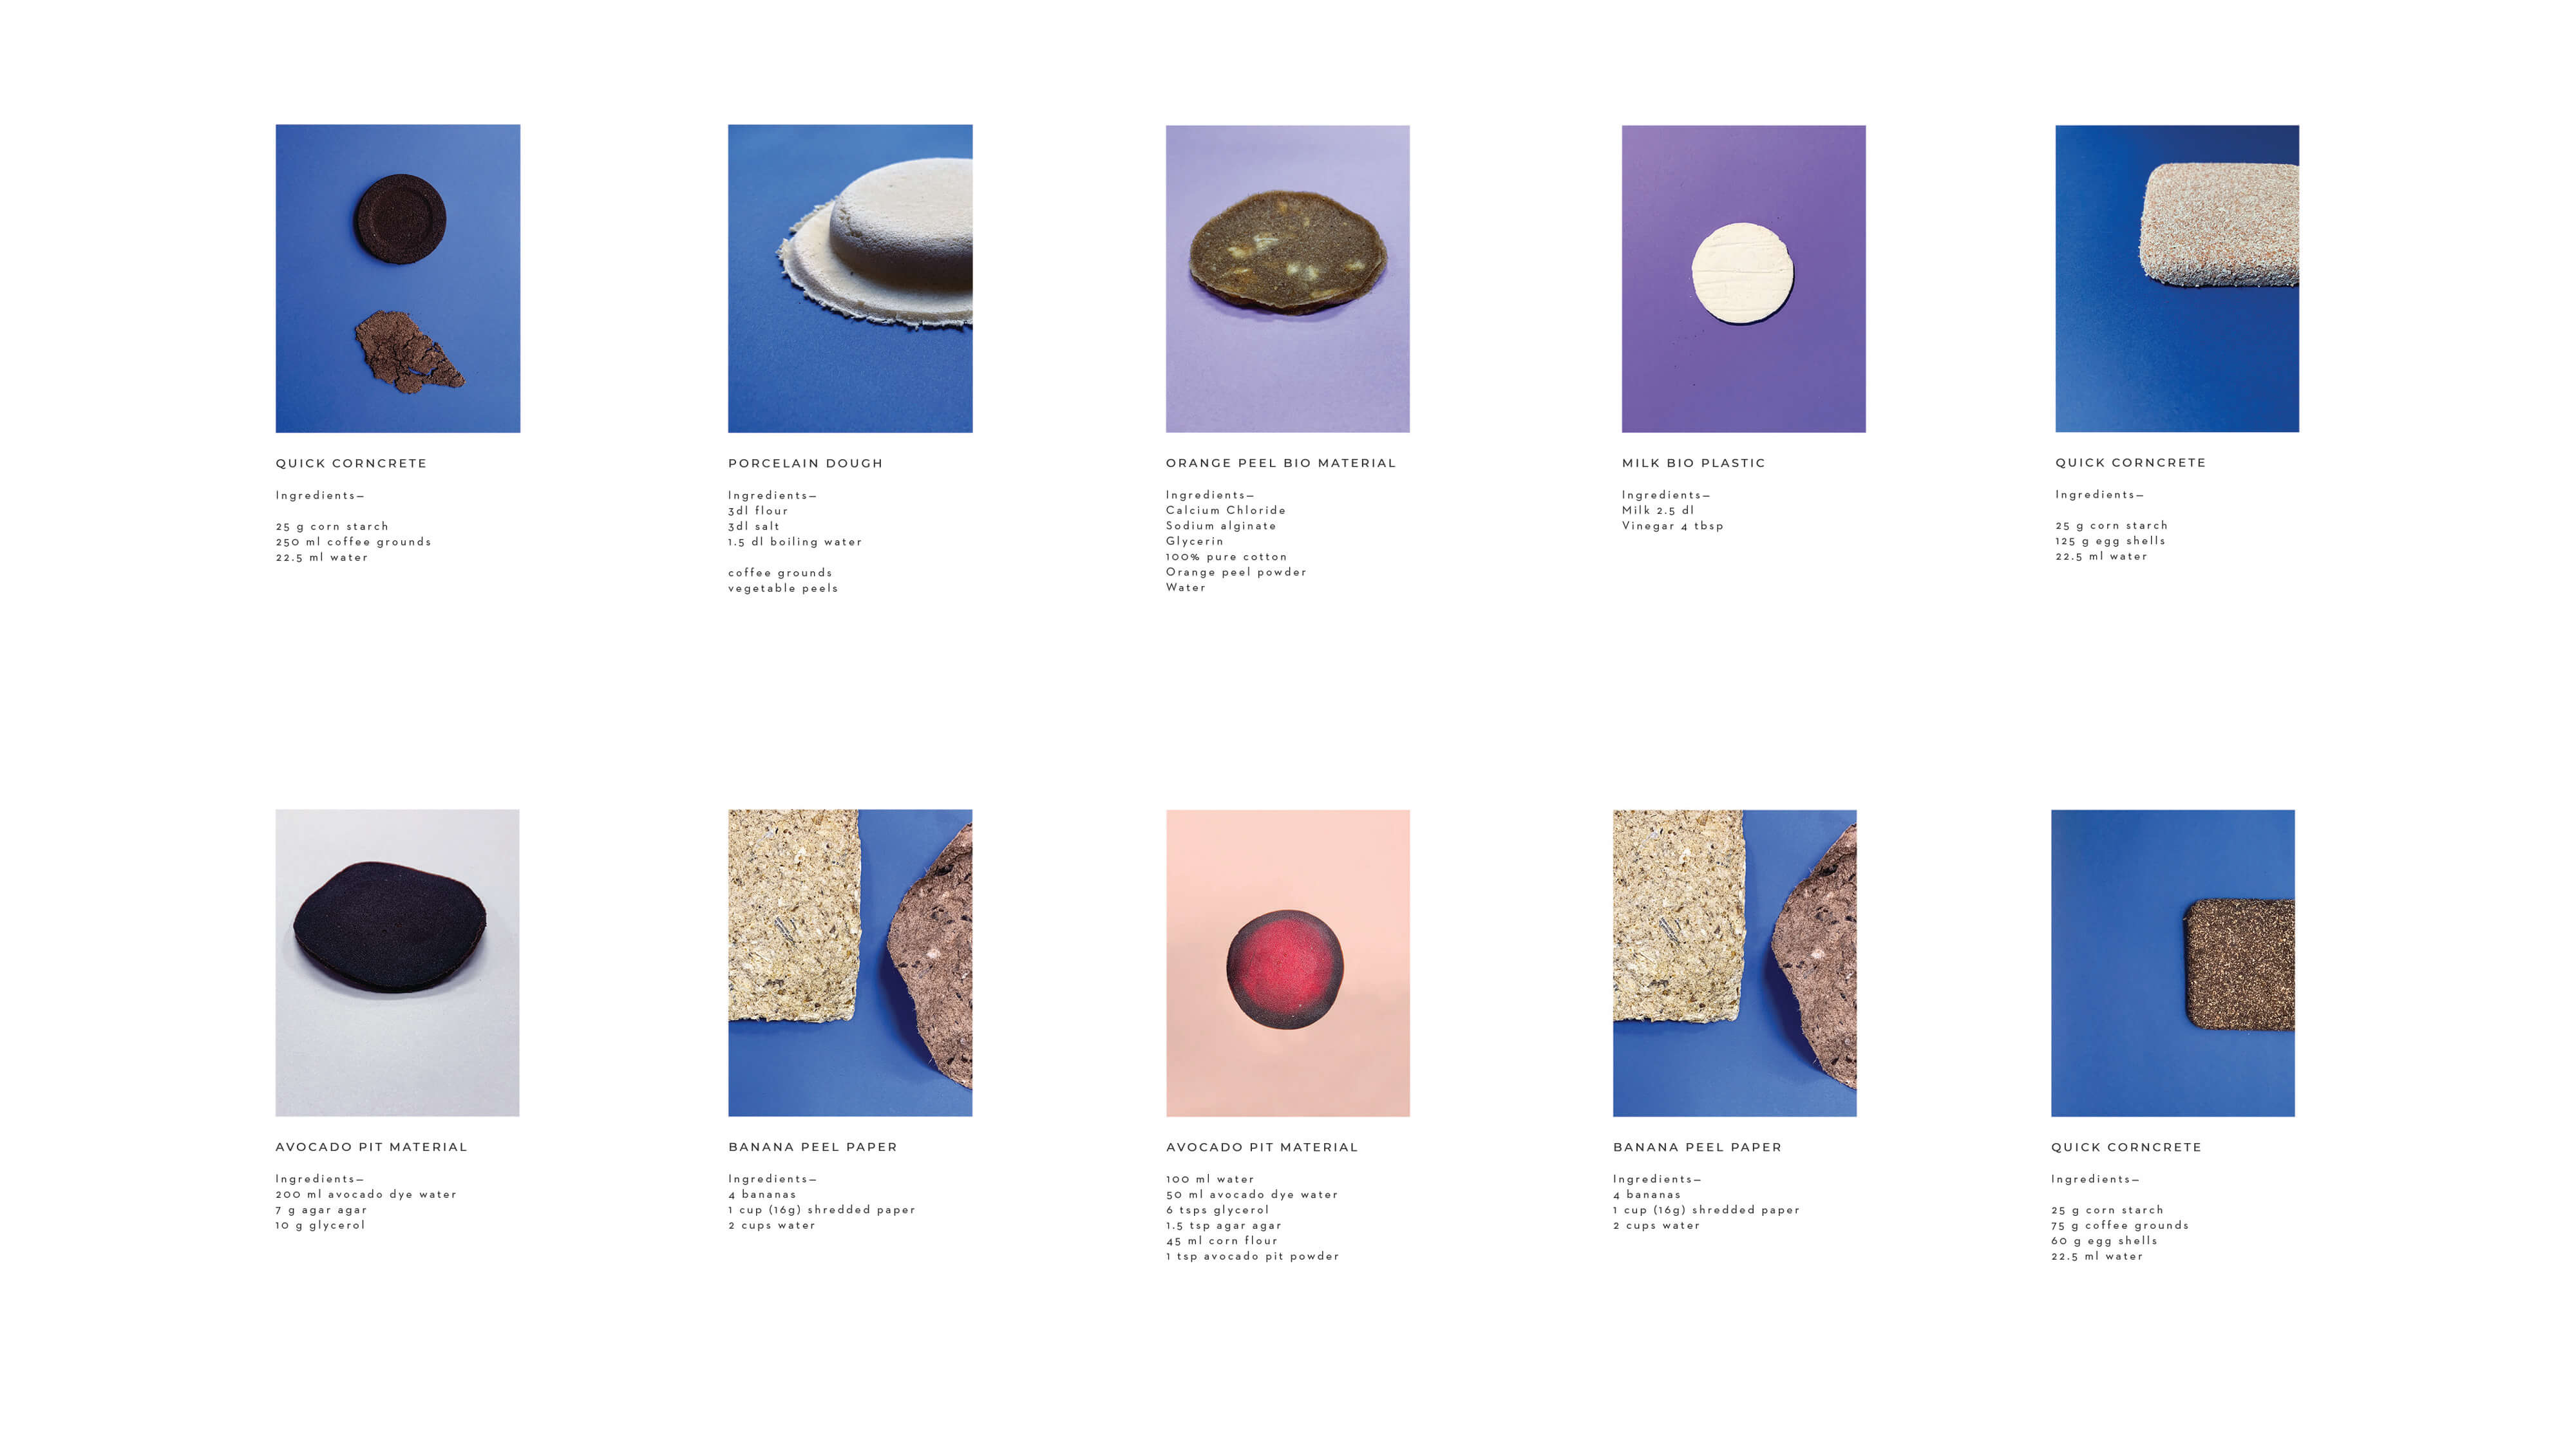 QUICK CORNCRETE
Ingredients—
25 g corn starch
250 ml coffee grounds
22.5 ml water
PORCELAIN DOUGH
Ingredients—
3dl flour
3dl salt
1.5 dl boiling water
coffee grounds
vegetable peels
ORANGE PEEL BIO MATERIAL
Ingredients—
Calcium Chloride
Sodium alginate
Glycerin
100% pure cotton
Orange peel powder
Water
MILK BIO PLASTIC
Ingredients—
Milk 2.5 dl
Vinegar 4 tbsp
QUICK CORNCRETE
Ingredients—
25 g corn starch
125 g egg shells
22.5 ml water
AVOCADO PIT MATERIAL
Ingredients—
200 ml avocado dye water
7 g agar agar
10 g glycerol
BANANA PEEL PAPER
Ingredients—
4 bananas
1 cup (16g) shredded paper
2 cups water
AVOCADO PIT MATERIAL
100 ml water
50 ml avocado dye water
6 tsps glycerol
1.5 tsp agar agar
45 ml corn flour
1 tsp avocado pit powder
BANANA PEEL PAPER
Ingredients—
4 bananas
1 cup (16g) shredded paper
2 cups water
QUICK CORNCRETE
Ingredients—
25 g corn starch
75 g coffee grounds
60 g egg shells
22.5 ml water